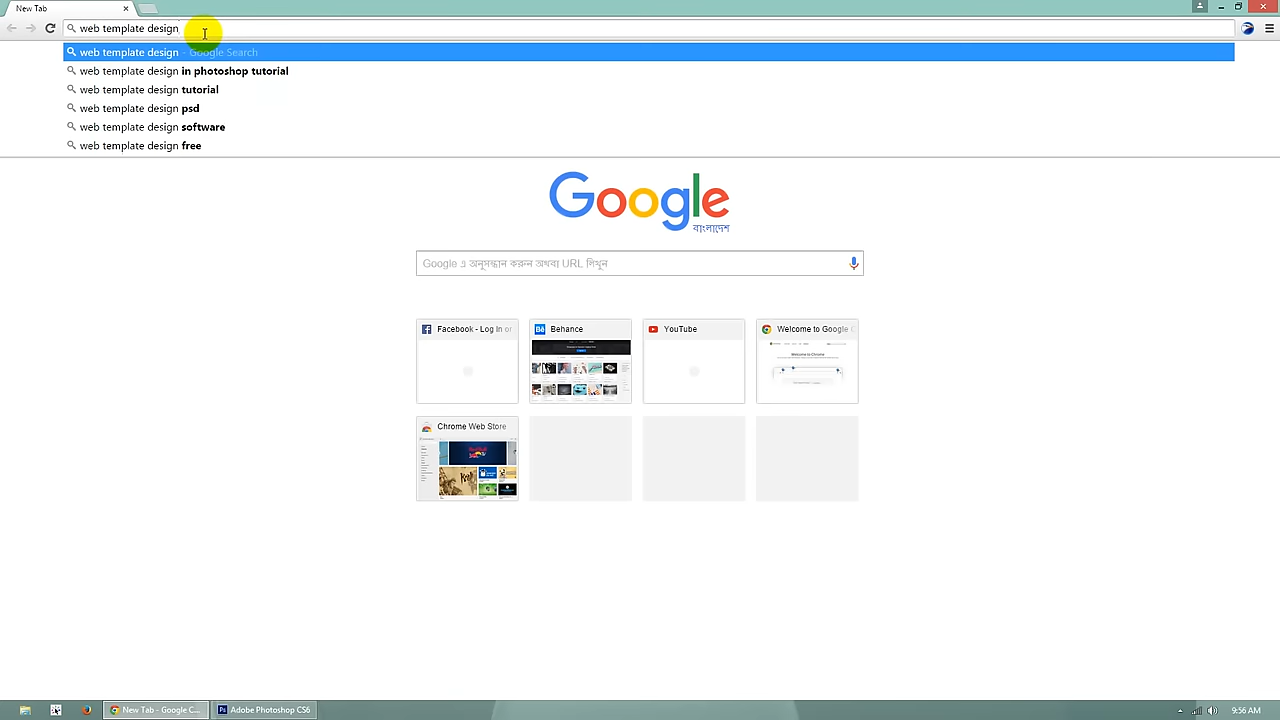 New Tab
web template design
web template design - Google Search
web template design in photoshop tutorial
web template design tutorial
web template design psd
web template design software
web template design free
Google
বাংলাদেশ
Google এ অনুসন্ধান করুন অথবা URL লিখুন
Facebook - Log In or
Behance
YouTube
Welcome to Google
Welcome to Chrome
Chrome Web Store
New Tab - Google C...
Adobe Photoshop CS6
9:56 AM